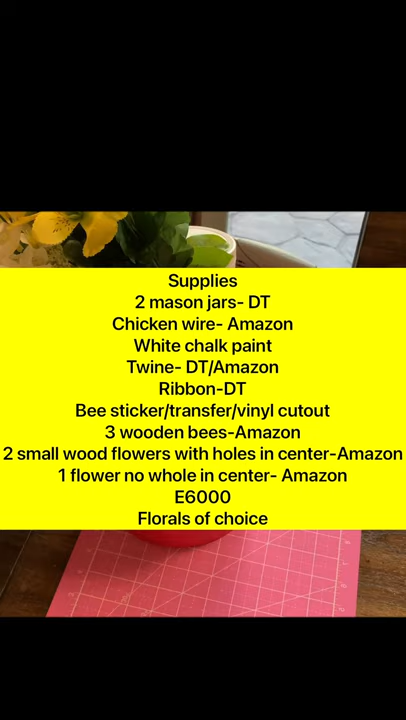 Supplies
2 mason jars- DT
Chicken wire- Amazon
White chalk paint
Twine- DT/Amazon
Ribbon-DT
Bee sticker/transfer/vinyl cutout
3 wooden bees-Amazon
2 small wood flowers with holes in center-Amazon
1 flower no whole in center- Amazon
E6000
Florals of choice